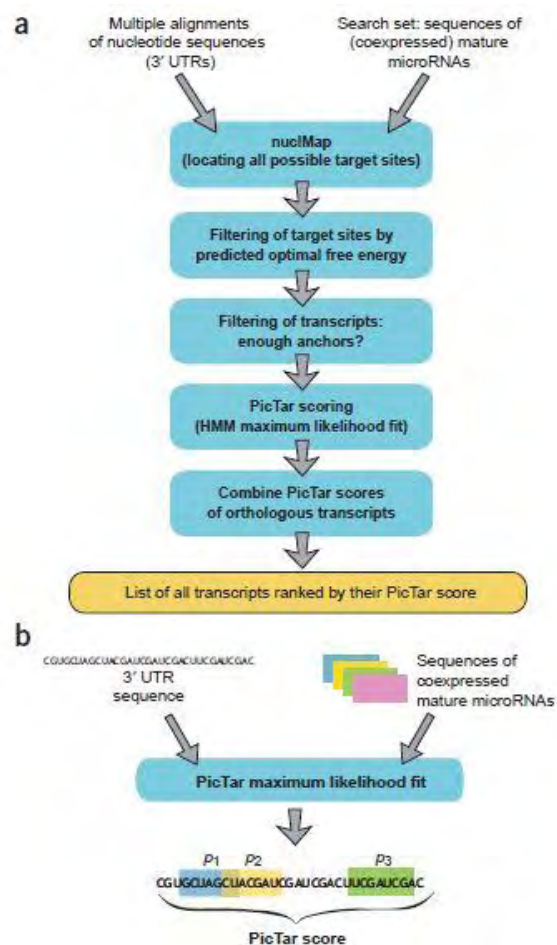 a
Multiple alignments
of nucleotide sequences
(3′ UTRs)
Search set: sequences of
(coexpressed) mature
microRNAs
nuclMap
(locating all possible target sites)
Filtering of target sites by
predicted optimal free energy
Filtering of transcripts:
enough anchors?
PicTar scoring
(HMM maximum likelihood fit)
Combine PicTar scores
of orthologous transcripts
List of all transcripts ranked by their PicTar score
b
CGUGCUAGCUACGAUCGAUCGACUUCGAUCGAC
3′ UTR
sequence
Sequences of
coexpressed
mature microRNAs
PicTar maximum likelihood fit
P1 P2 P3
CGUGCUAGCUACGAUCGAUCGACUUCGAUCGAC
PicTar score